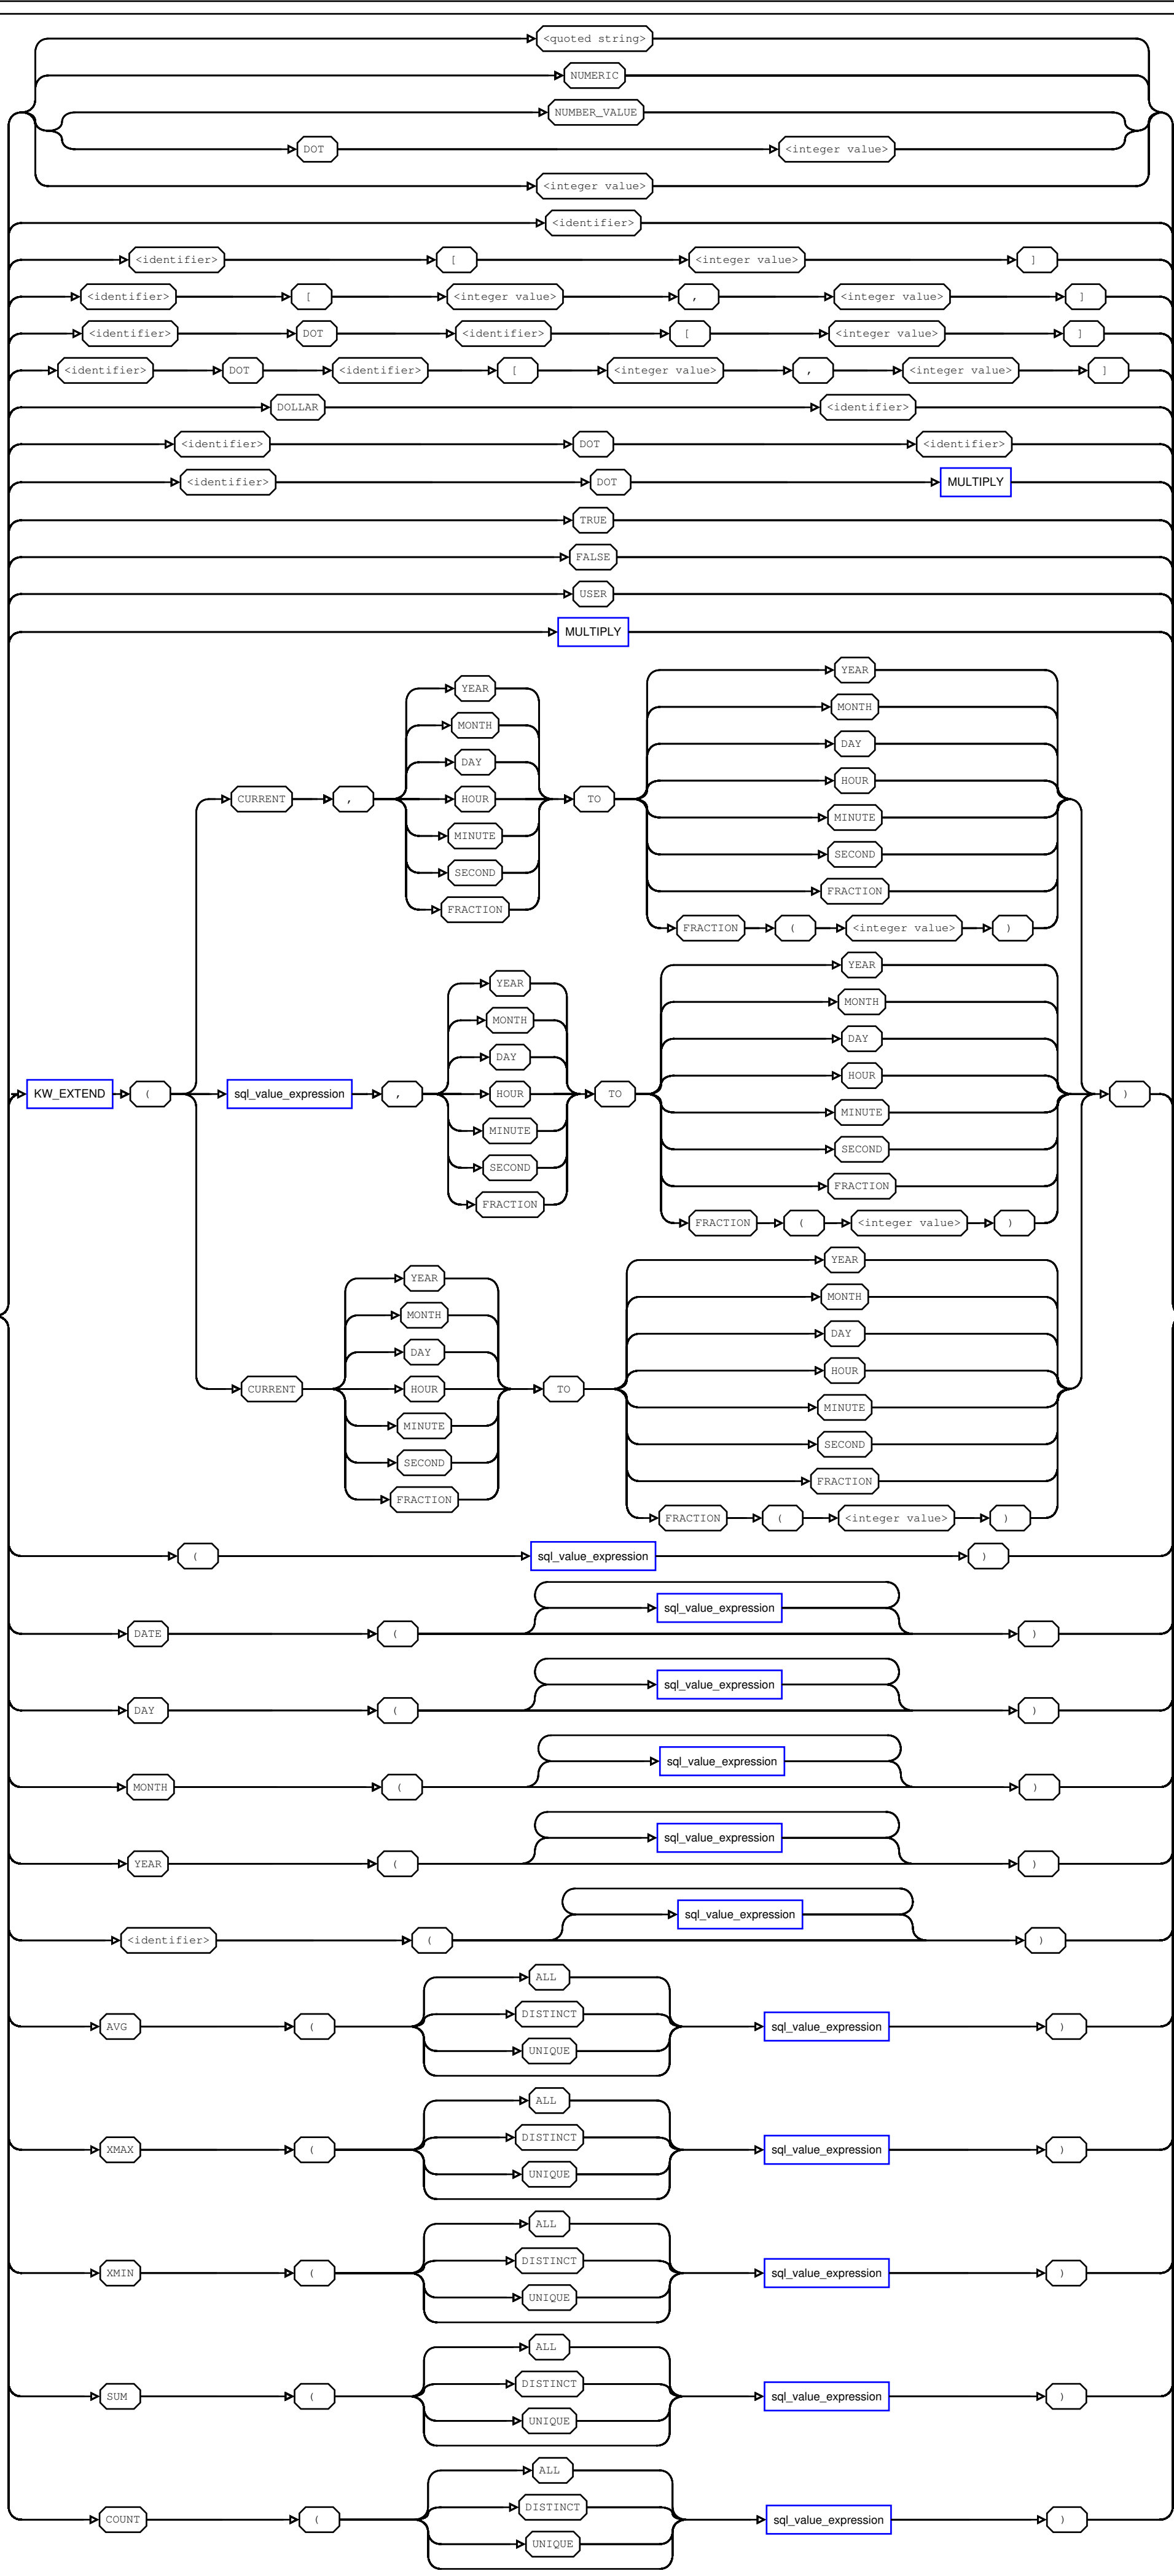 <quoted string>
NUMERIC
NUMBER_VALUE
DOT <integer value>
<integer value>
<identifier>
<identifier> [ <integer value> ]
<identifier> [ <integer value> , <integer value> ]
<identifier> DOT <identifier> [ <integer value> ]
<identifier> DOT <identifier> [ <integer value> , <integer value> ]
DOLLAR <identifier>
<identifier> DOT <identifier>
<identifier> DOT MULTIPLY
TRUE
FALSE
USER
MULTIPLY
YEAR
YEAR
MONTH
MONTH
DAY
DAY
HOUR
CURRENT , HOUR TO
MINUTE
MINUTE
SECOND
SECOND
FRACTION
FRACTION
FRACTION ( <integer value> )
YEAR
YEAR
MONTH
MONTH
DAY
DAY
HOUR
KW_EXTEND ( sql_value_expression , HOUR TO )
MINUTE
MINUTE
SECOND
SECOND
FRACTION
FRACTION
FRACTION ( <integer value> )
YEAR
YEAR
MONTH
MONTH
DAY
DAY
HOUR
CURRENT HOUR TO
MINUTE
MINUTE
SECOND
SECOND
FRACTION
FRACTION
FRACTION ( <integer value> )
( sql_value_expression )
sql_value_expression
DATE ( )
sql_value_expression
DAY ( )
sql_value_expression
MONTH ( )
sql_value_expression
YEAR ( )
sql_value_expression
<identifier> ( )
ALL
DISTINCT
AVG ( sql_value_expression )
UNIQUE
ALL
DISTINCT
XMAX ( sql_value_expression )
UNIQUE
ALL
DISTINCT
XMIN ( sql_value_expression )
UNIQUE
ALL
DISTINCT
SUM ( sql_value_expression )
UNIQUE
ALL
DISTINCT
COUNT ( sql_value_expression )
UNIQUE